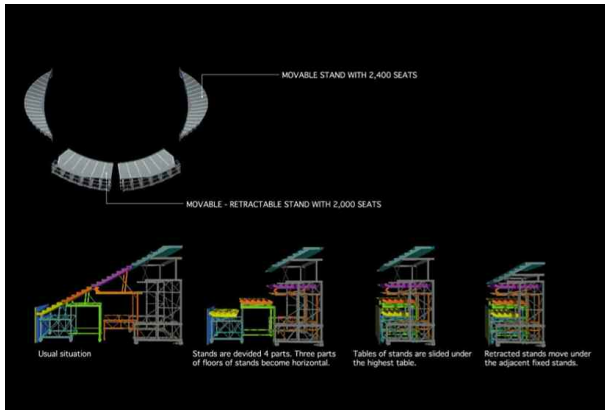 MOVABLE STAND WITH 2,400 SEATS
MOVABLE - RETRACTABLE STAND WITH 2,000 SEATS
Usual situation
Stands are devided 4 parts. Three parts
of floors of stands become horizontal.
Tables of stands are slided under
the highest table.
Retracted stands move under
the adjacent fixed stands.